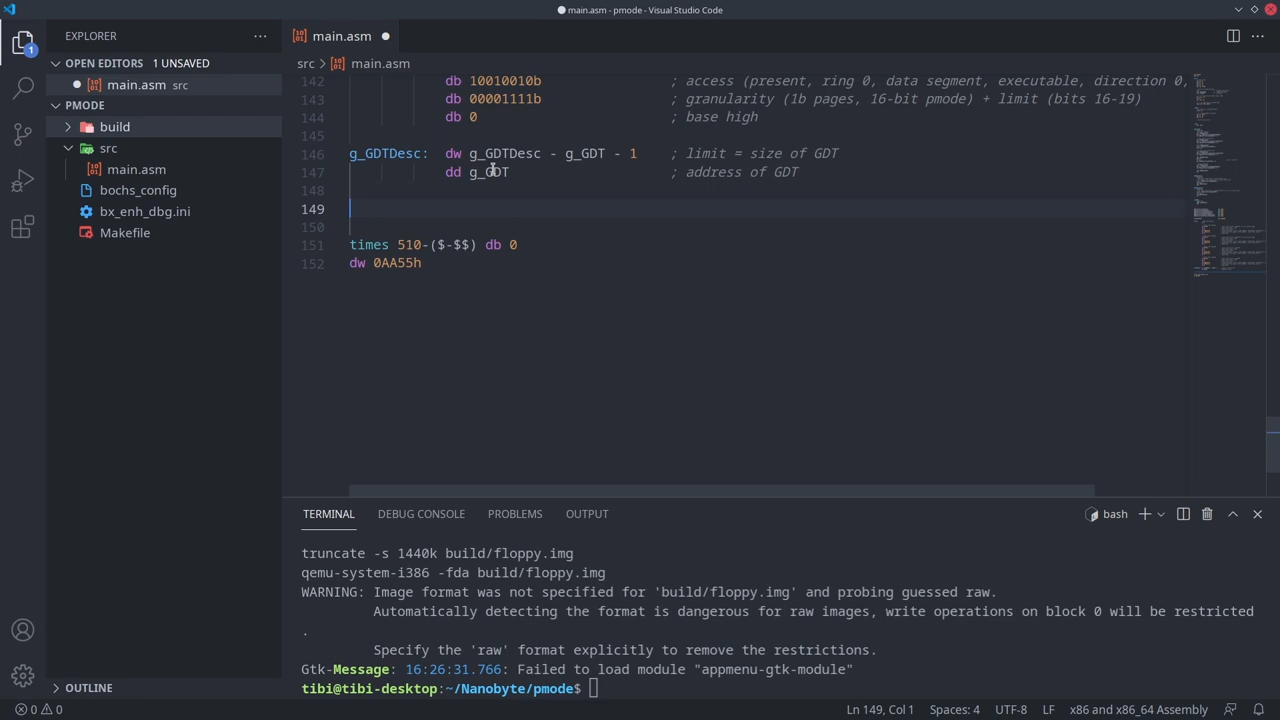 main.asm - pmode - Visual Studio Code
EXPLORER
main.asm
OPEN EDITORS 1 UNSAVED
main.asm src
PMODE
build
src
main.asm
bochs_config
bx_enh_dbg.ini
Makefile
OUTLINE
1
src > main.asm
142 db 10010010b ; access (present, ring 0, data segment, executable, direction 0,
143 db 00001111b ; granularity (1b pages, 16-bit pmode) + limit (bits 16-19)
144 db 0 ; base high
145
146 g_GDTDesc: dw g_GDTDesc - g_GDT - 1 ; limit = size of GDT
147 dd g_GDT ; address of GDT
148
149
150
151 times 510-($-$$) db 0
152 dw 0AA55h
TERMINAL DEBUG CONSOLE PROBLEMS OUTPUT
bash
truncate -s 1440k build/floppy.img
qemu-system-i386 -fda build/floppy.img
WARNING: Image format was not specified for 'build/floppy.img' and probing guessed raw.
Automatically detecting the format is dangerous for raw images, write operations on block 0 will be restricted
.
Specify the 'raw' format explicitly to remove the restrictions.
Gtk-Message: 16:26:31.766: Failed to load module "appmenu-gtk-module"
tibi@tibi-desktop:~/Nanobyte/pmode$
0 0
Ln 149, Col 1 Spaces: 4 UTF-8 LF x86 and x86_64 Assembly